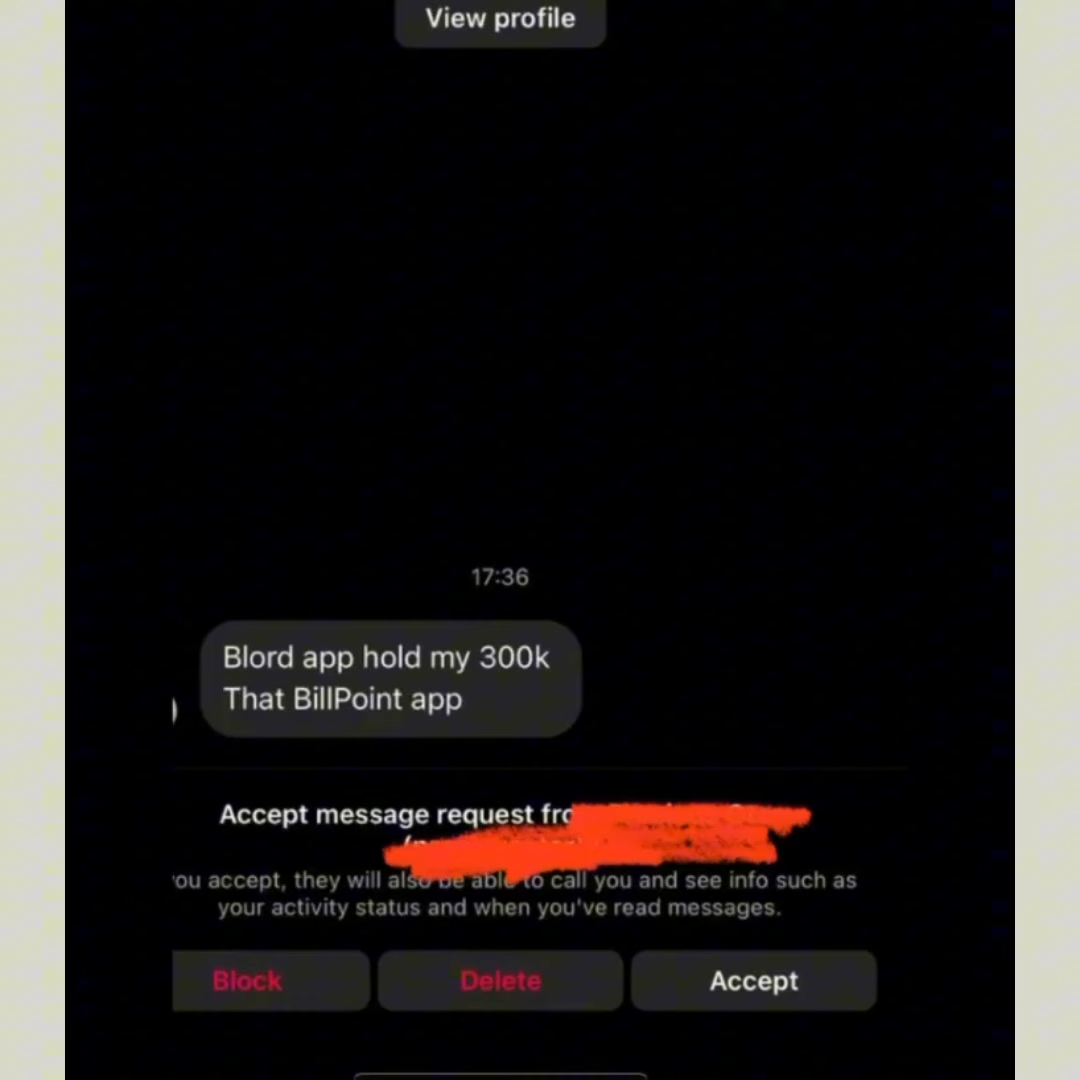 View profile
17:36
Blord app hold my 300k
That BillPoint app
Accept message request
you accept, they will also be able to call you and see info such as
your activity status and when you've read messages.
Block
Delete
Accept